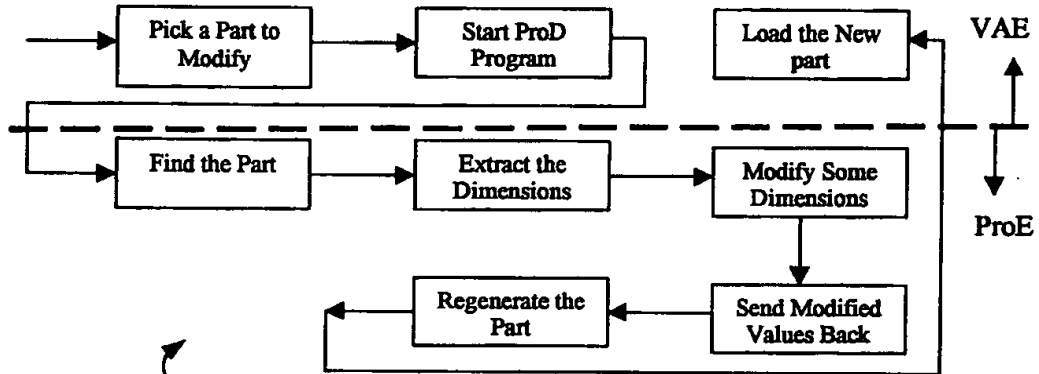 Pick a Part to
Modify
Start ProD
Program
Load the New
part
VAE
Find the Part
Extract the
Dimensions
Modify Some
Dimensions
ProE
Regenerate the
Part
Send Modified
Values Back